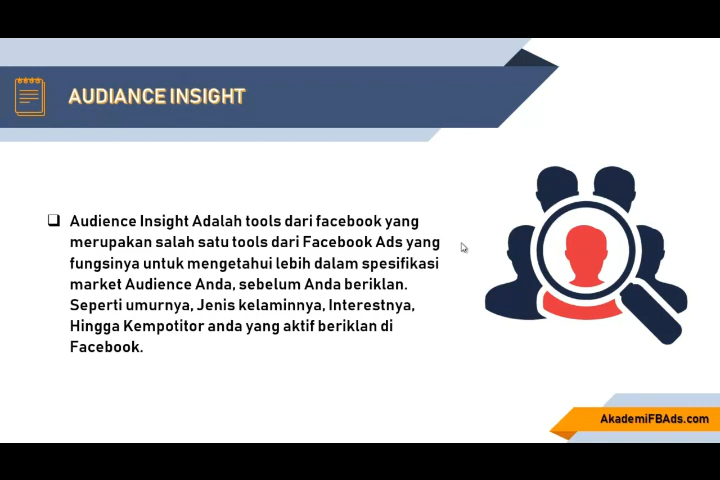 AUDIANCE INSIGHT
Audience Insight Adalah tools dari facebook yang
merupakan salah satu tools dari Facebook Ads yang
fungsinya untuk mengetahui lebih dalam spesifikasi
market Audience Anda, sebelum Anda beriklan.
Seperti umurnya, Jenis kelaminnya, Interestnya,
Hingga Kempotitor anda yang aktif beriklan di
Facebook.
AkademiFBAds.com